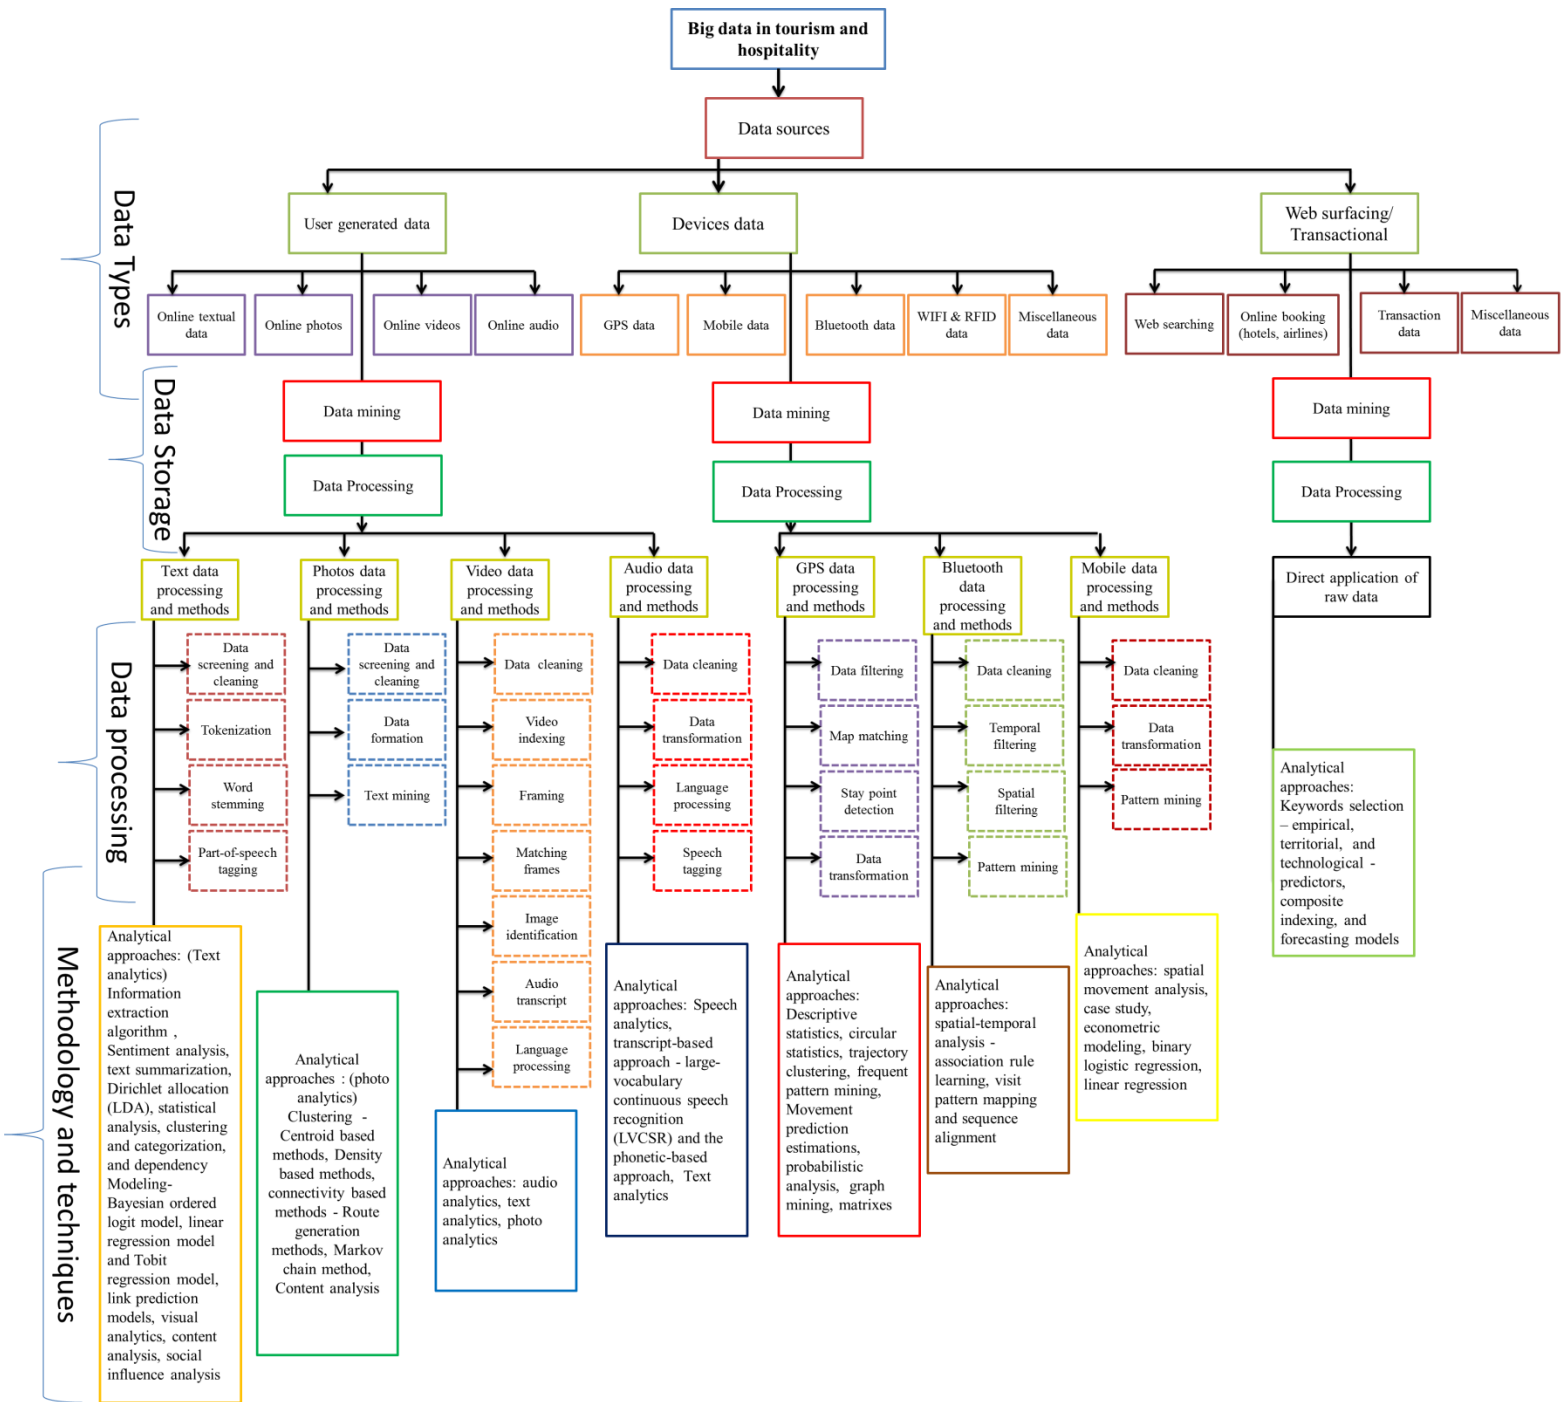 Big data in tourism and
hospitality
Data sources
Data Types
User generated data
Devices data
Web surfacing/
Transactional
Online textual
data
Online photos
Online videos
Online audio
GPS data
Mobile data
Bluetooth data
WIFI & RFID
data
Miscellaneous
data
Web searching
Online booking
(hotels, airlines)
Transaction
data
Miscellaneous
data
Data Storage
Data mining
Data mining
Data mining
Data Processing
Data Processing
Data Processing
Text data
processing
and methods
Photos data
processing
and methods
Video data
processing
and methods
Audio data
processing
and methods
GPS data
processing
and methods
Bluetooth
data
processing
and methods
Mobile data
processing
and methods
Direct application of
raw data
Data processing
Data
screening and
cleaning
Tokenization
Word
stemming
Part-of-speech
tagging
Data
screening and
cleaning
Data
formation
Text mining
Data cleaning
Video
indexing
Framing
Matching
frames
Image
identification
Audio
transcript
Language
processing
Data cleaning
Data
transformation
Language
processing
Speech
tagging
Data filtering
Map matching
Stay point
detection
Data
transformation
Data cleaning
Temporal
filtering
Spatial
filtering
Pattern mining
Data cleaning
Data
transformation
Pattern mining
Methodology and techniques
Analytical
approaches: (Text
analytics)
Information
extraction
algorithm ,
Sentiment analysis,
text summarization,
Dirichlet allocation
(LDA), statistical
analysis, clustering
and categorization,
and dependency
Modeling-
Bayesian ordered
logit model, linear
regression model
and Tobit
regression model,
link prediction
models, visual
analytics, content
analysis, social
influence analysis
Analytical
approaches : (photo
analytics)
Clustering -
Centroid based
methods, Density
based methods,
connectivity based
methods - Route
generation
methods, Markov
chain method,
Content analysis
Analytical
approaches: audio
analytics, text
analytics, photo
analytics
Analytical
approaches: Speech
analytics,
transcript-based
approach - large-
vocabulary
continuous speech
recognition
(LVCSR) and the
phonetic-based
approach, Text
analytics
Analytical
approaches:
Descriptive
statistics, circular
statistics, trajectory
clustering, frequent
pattern mining,
Movement
prediction
estimations,
probabilistic
analysis, graph
mining, matrixes
Analytical
approaches:
spatial-temporal
analysis -
association rule
learning, visit
pattern mapping
and sequence
alignment
Analytical
approaches: spatial
movement analysis,
case study,
econometric
modeling, binary
logistic regression,
linear regression
Analytical
approaches:
Keywords selection
– empirical,
territorial, and
technological -
predictors,
composite
indexing, and
forecasting models